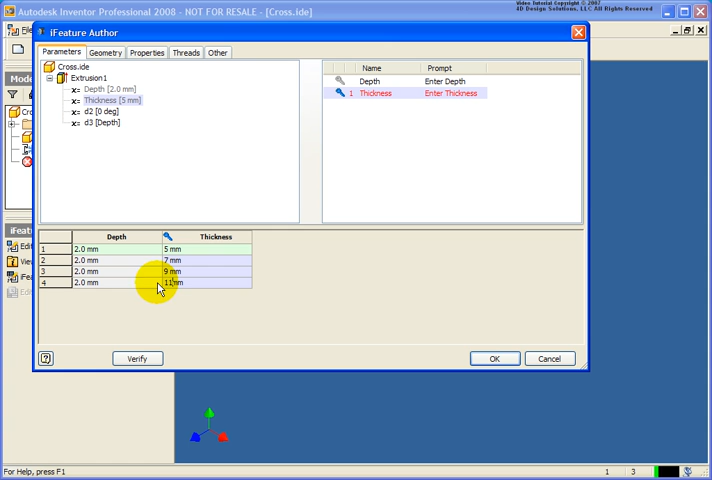 Autodesk Inventor Professional 2008 - NOT FOR RESALE - [Cross.ide]
Video Tutorial Copyright © 2007
4D Design Solutions, LLC All Rights Reserved
iFeature Author
Parameters Geometry Properties Threads Other
Cross.ide
Extrusion1
x= Depth [2.0 mm]
x= Thickness [5 mm]
x= d2 [0 deg]
x= d3 [Depth]
Name Prompt
Depth Enter Depth
1 Thickness Enter Thickness
Depth Thickness
1 2.0 mm 5 mm
2 2.0 mm 7 mm
3 2.0 mm 9 mm
4 2.0 mm 11mm
Verify OK Cancel
For Help, press F1 1 3